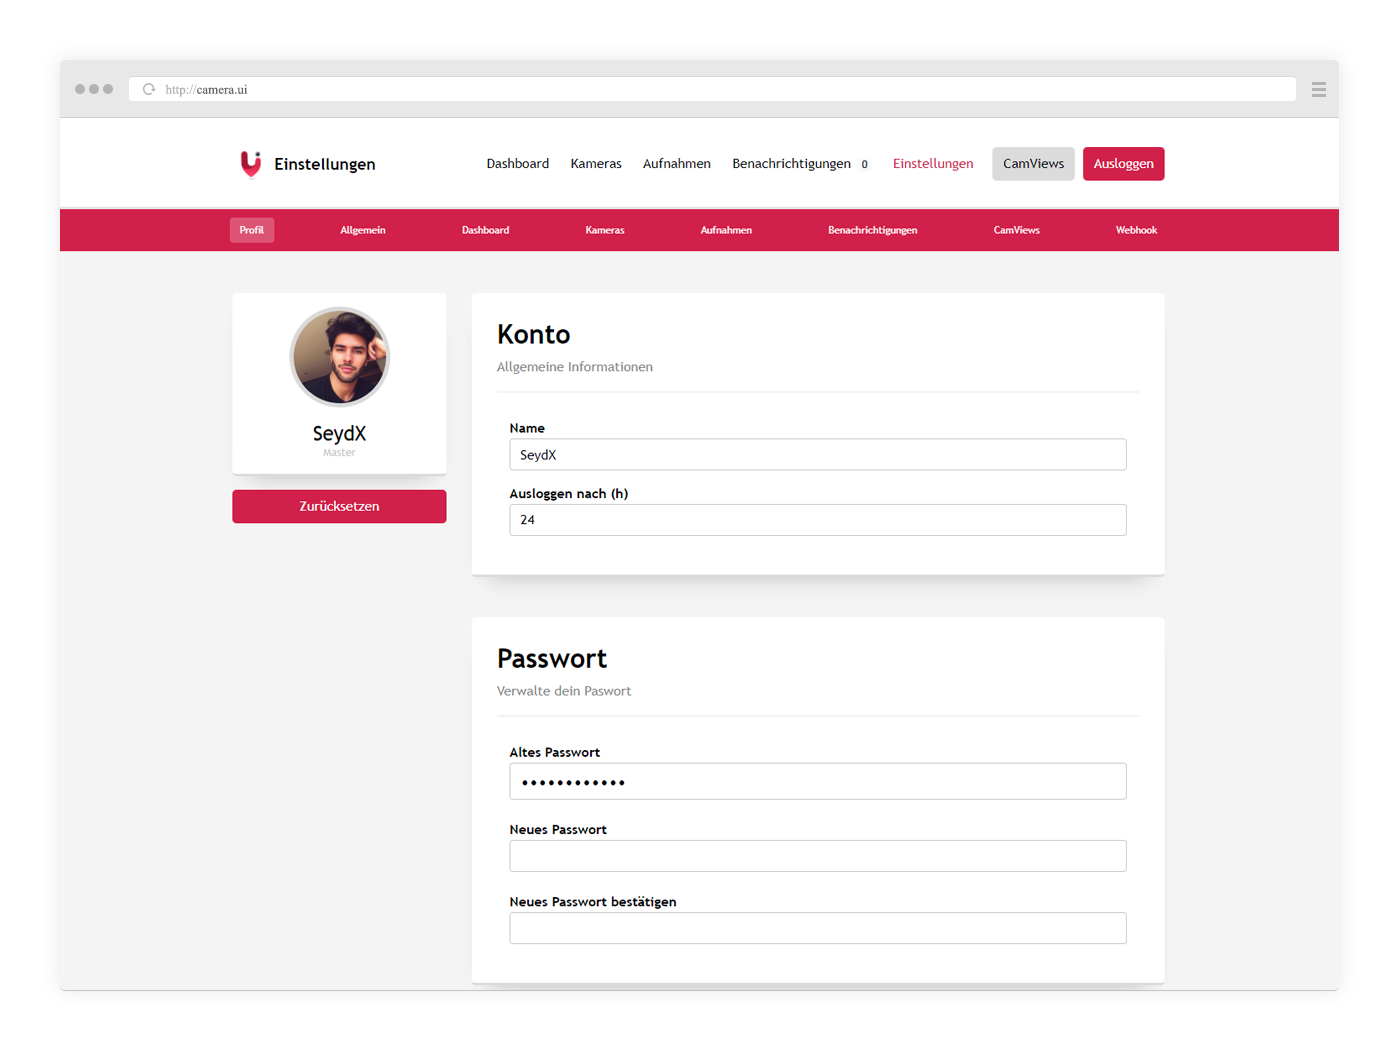 http://camera.ui
Einstellungen
Dashboard Kameras Aufnahmen Benachrichtigungen 0 Einstellungen CamViews Ausloggen
Profil Allgemein Dashboard Kameras Aufnahmen Benachrichtigungen CamViews Webhook
SeydX
Master
Zurücksetzen
Konto
Allgemeine Informationen
Name
SeydX
Ausloggen nach (h)
24
Passwort
Verwalte dein Paswort
Altes Passwort
••••••••••••
Neues Passwort
Neues Passwort bestätigen